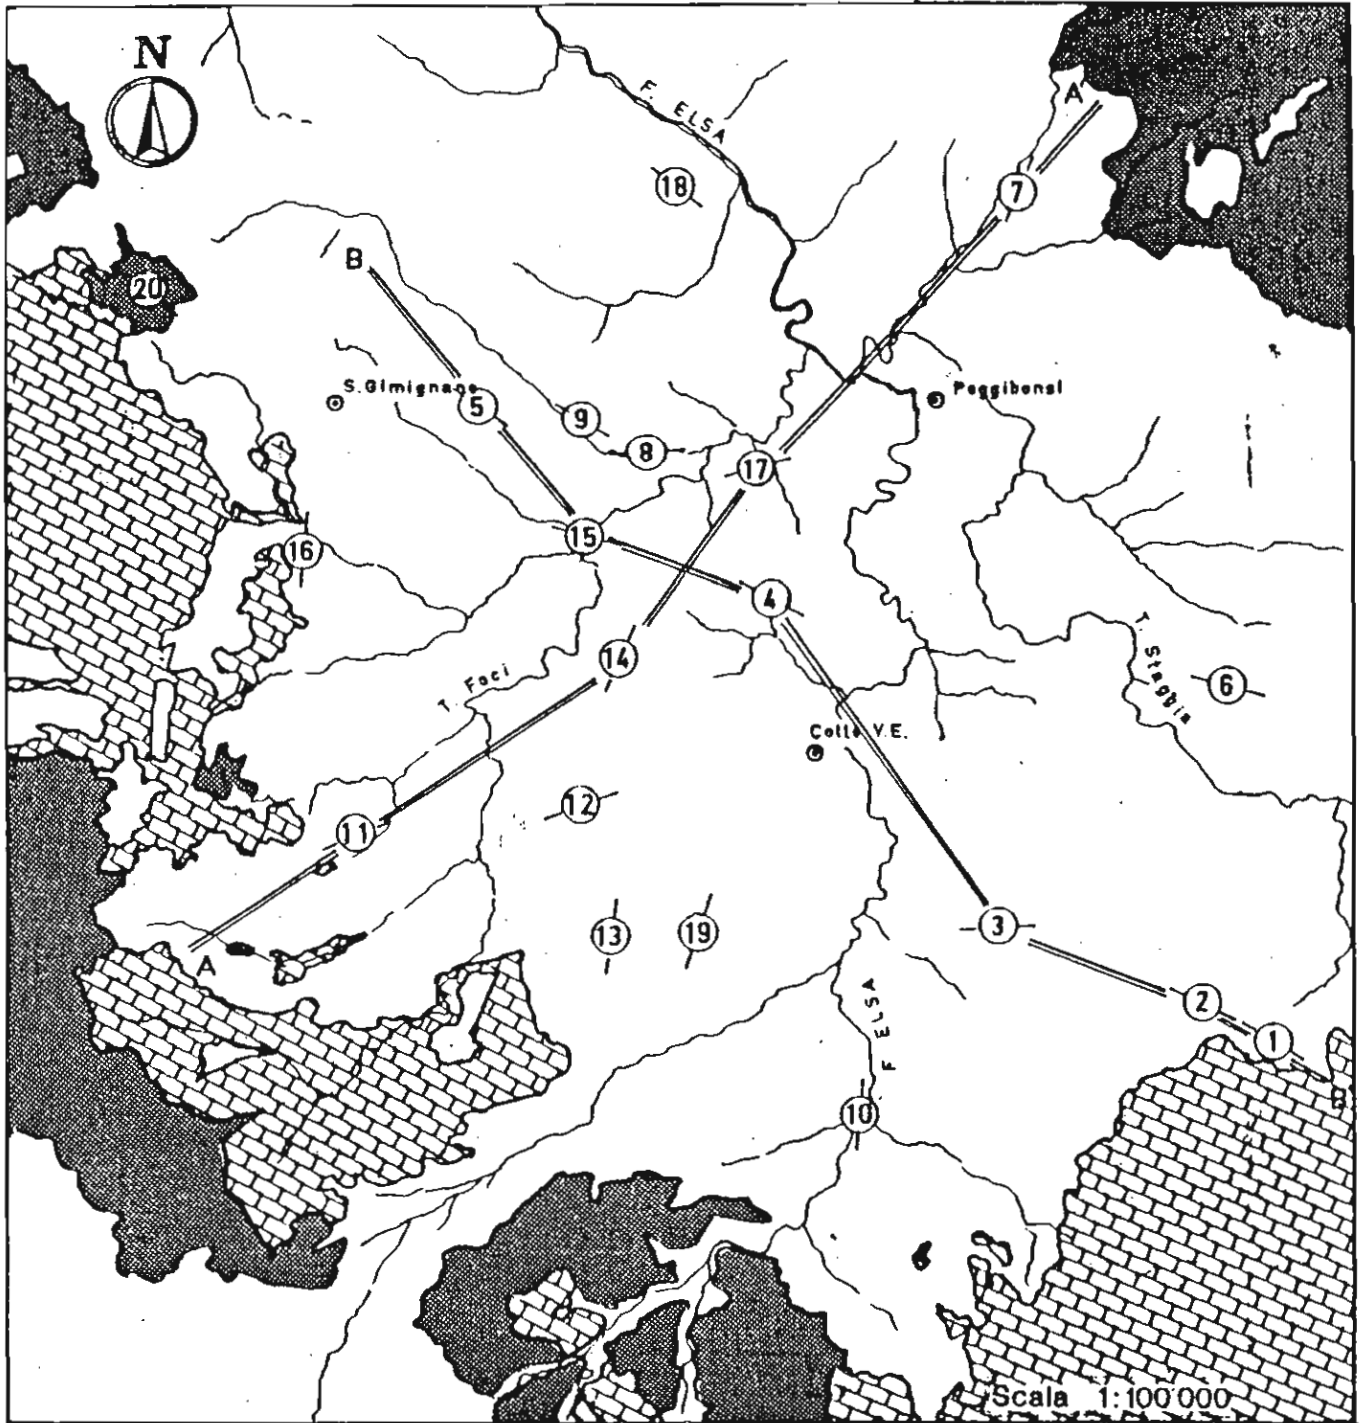 N
F. ELSA
A'
18
7
B
20
S. Gimignano
5
Poggibonsi
9
8
17
16
15
4
T. Staggia
14
6
T. Foci
Colle V.E.
12
11
13
19
3
A
F ELSA
2
1
B'
10
Scala 1:100'000